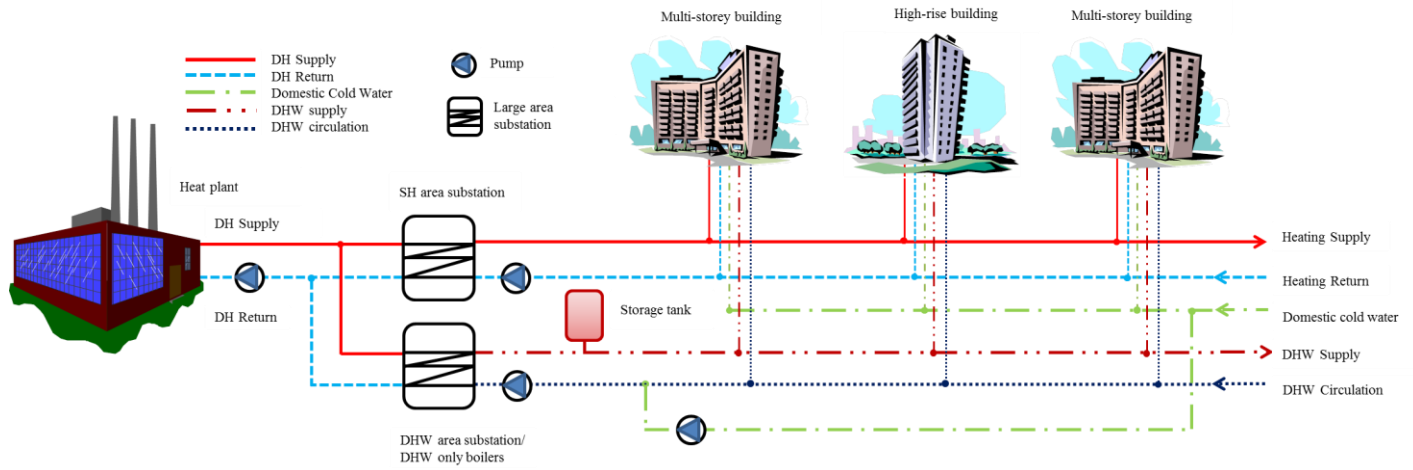 Multi-storey building
High-rise building
Multi-storey building
DH Supply
DH Return
Domestic Cold Water
DHW supply
DHW circulation
Pump
Large area
substation
Heat plant
SH area substation
DH Supply
DH Return
Storage tank
Heating Supply
Heating Return
Domestic cold water
DHW Supply
DHW Circulation
DHW area substation/
DHW only boilers